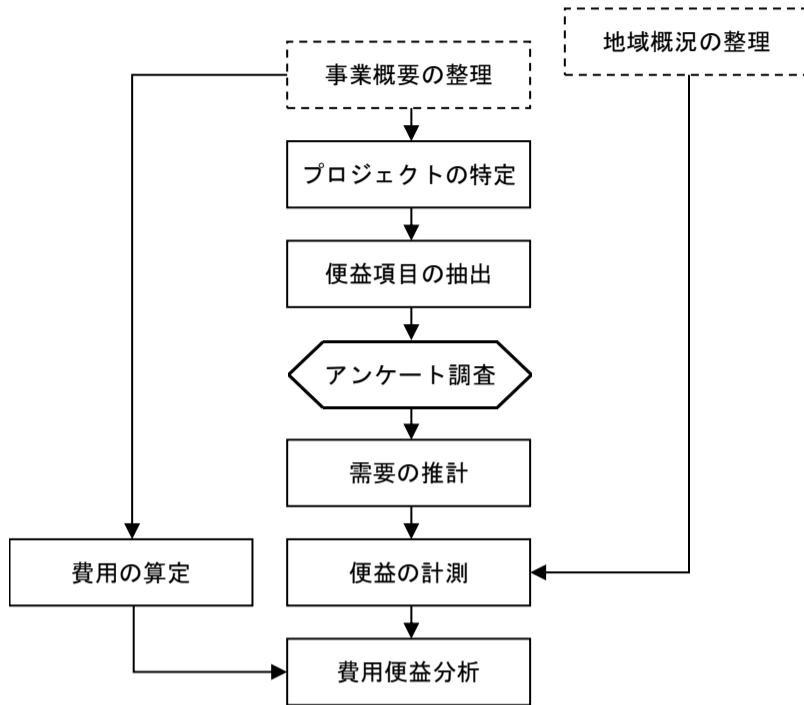 地域概況の整理
事業概要の整理
プロジェクトの特定
便益項目の抽出
アンケート調査
需要の推計
費用の算定
便益の計測
費用便益分析